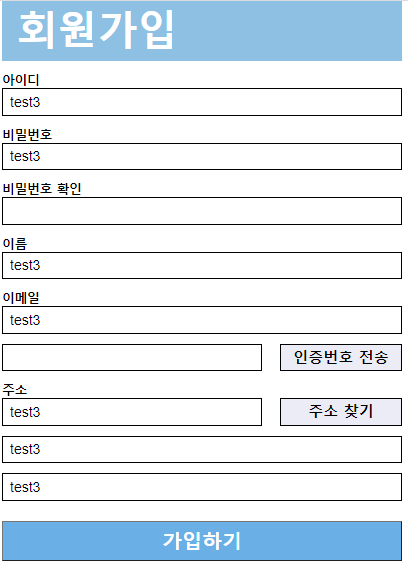 회원가입
아이디
test3
비밀번호
test3
비밀번호 확인
이름
test3
이메일
test3
인증번호 전송
주소
test3 주소 찾기
test3
test3
가입하기